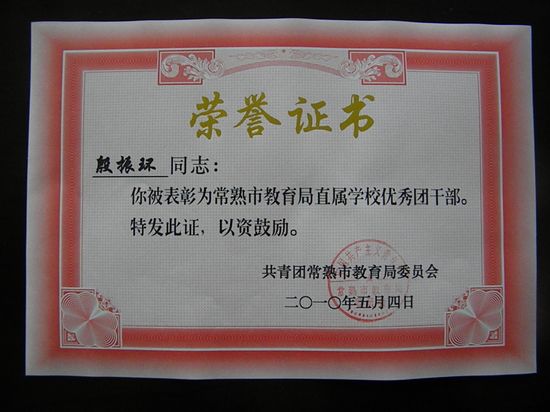 荣誉证书
殷振环 同志：
你被表彰为常熟市教育局直属学校优秀团干部。
特发此证，以资鼓励。
共青团常熟市教育局委员会
二〇一〇年五月四日